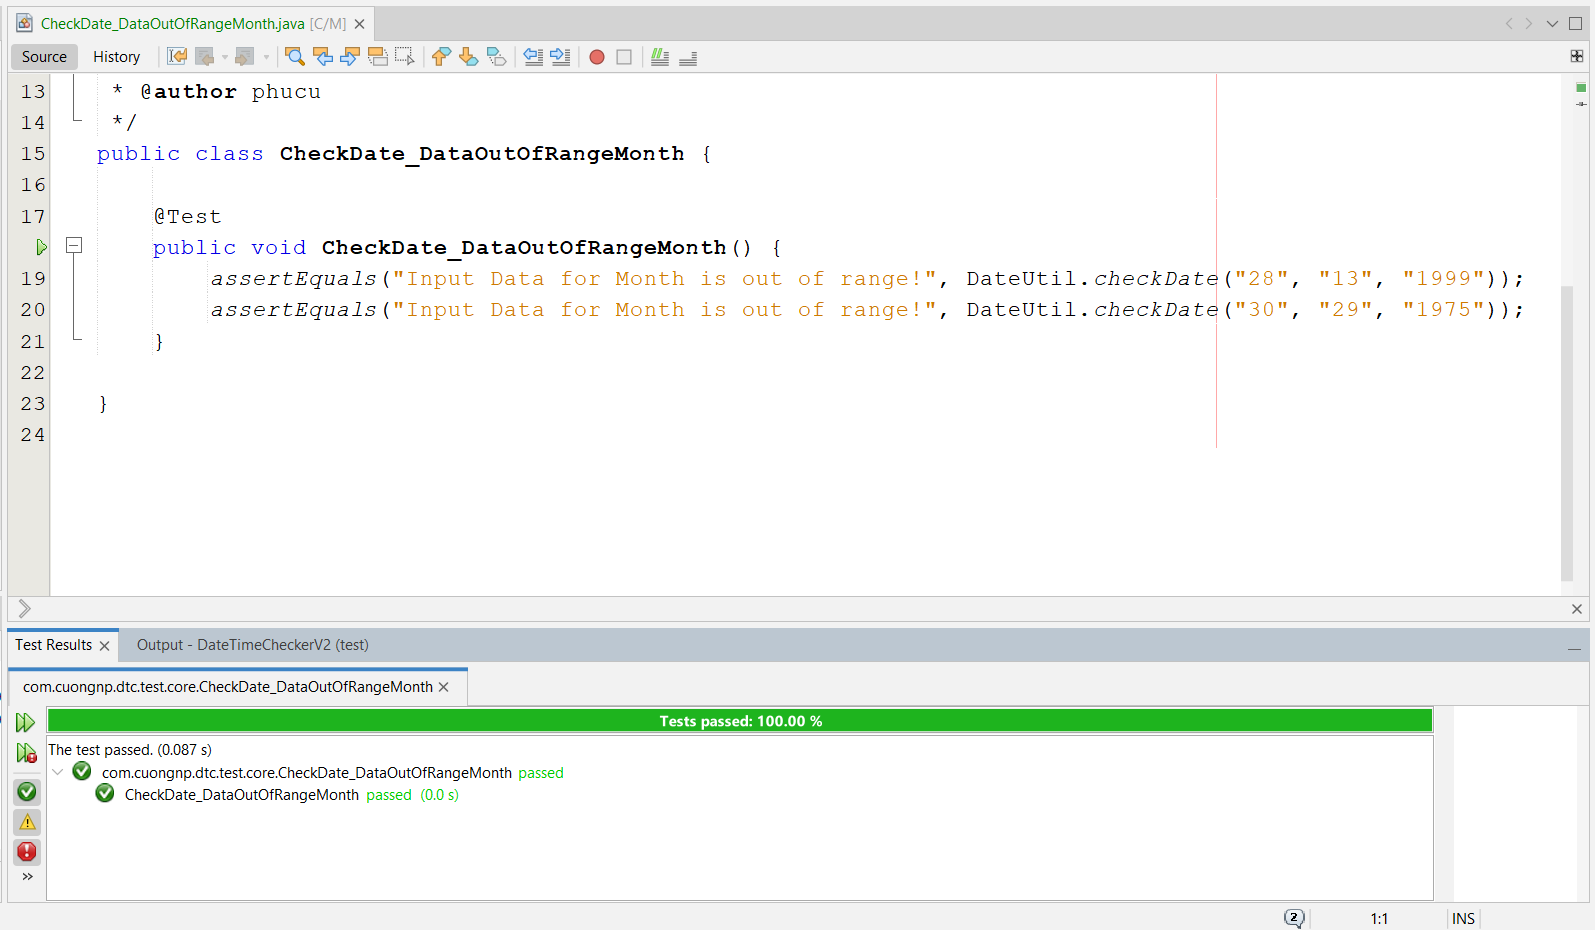 CheckDate_DataOutOfRangeMonth.java [C/M]
Source History
13 * @author phucu
14 */
15 public class CheckDate_DataOutOfRangeMonth {
16
17 @Test
public void CheckDate_DataOutOfRangeMonth() {
19 assertEquals("Input Data for Month is out of range!", DateUtil.checkDate("28", "13", "1999"));
20 assertEquals("Input Data for Month is out of range!", DateUtil.checkDate("30", "29", "1975"));
21 }
22
23 }
24
Test Results Output - DateTimeCheckerV2 (test)
com.cuongnp.dtc.test.core.CheckDate_DataOutOfRangeMonth
Tests passed: 100.00 %
The test passed. (0.087 s)
com.cuongnp.dtc.test.core.CheckDate_DataOutOfRangeMonth passed
CheckDate_DataOutOfRangeMonth passed (0.0 s)
2 1:1 INS